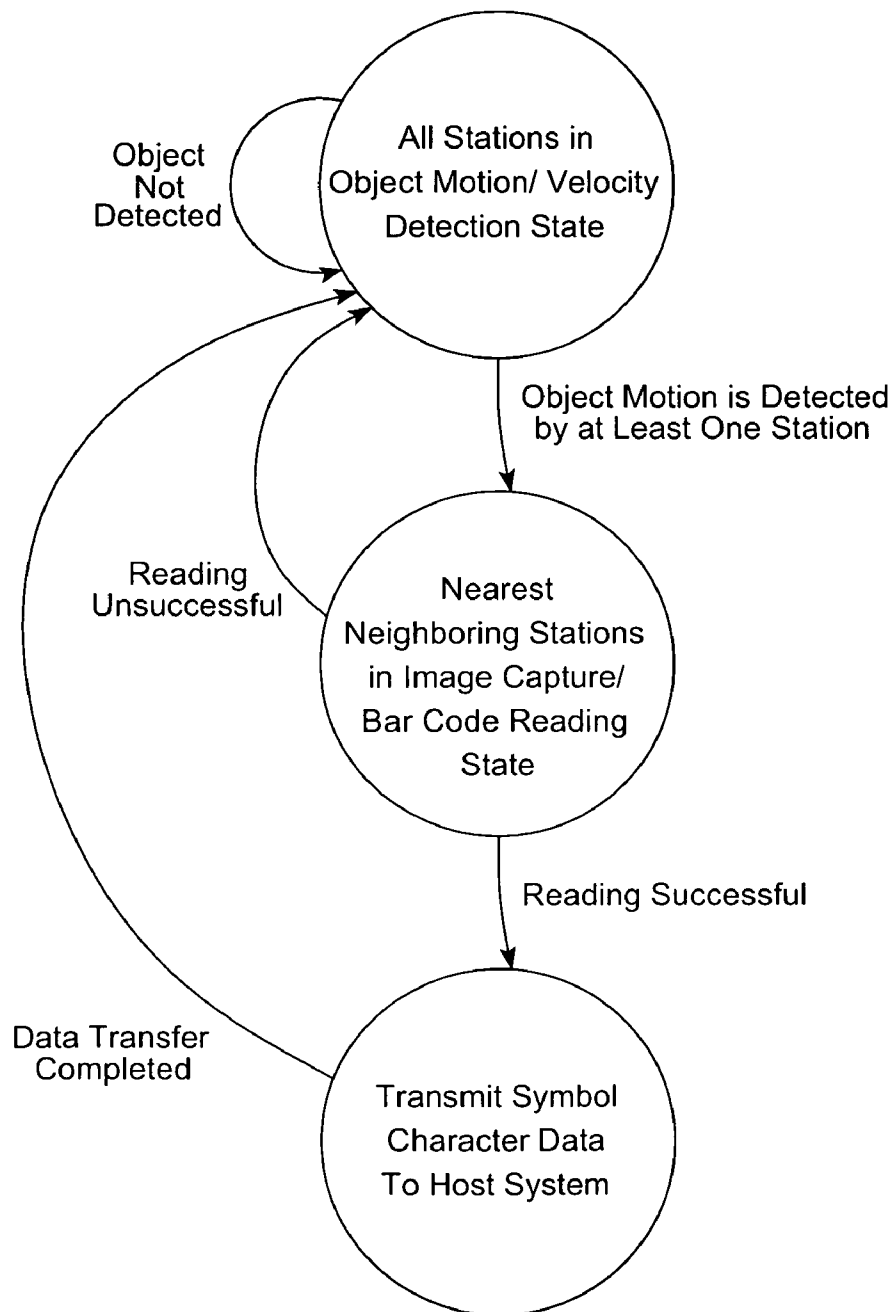 All Stations in
Object Motion/ Velocity
Detection State
Object
Not
Detected
Object Motion is Detected
by at Least One Station
Reading
Unsuccessful
Nearest
Neighboring Stations
in Image Capture/
Bar Code Reading
State
Reading Successful
Data Transfer
Completed
Transmit Symbol
Character Data
To Host System